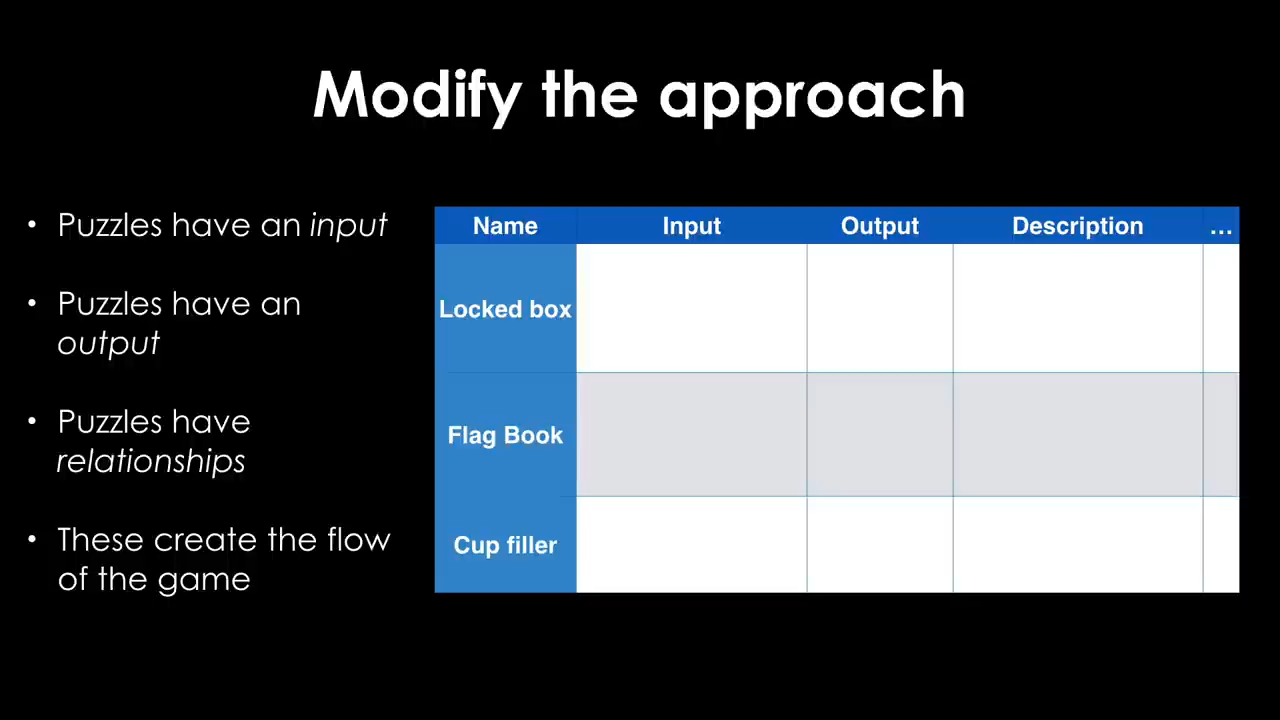 Modify the approach
• Puzzles have an input
• Puzzles have an
output
• Puzzles have
relationships
• These create the flow
of the game
Name Input Output Description ...
Locked box
Flag Book
Cup filler